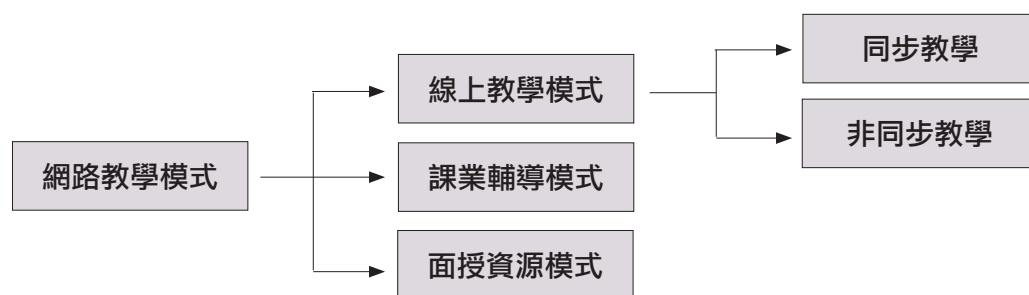 網路教學模式
線上教學模式
同步教學
非同步教學
課業輔導模式
面授資源模式